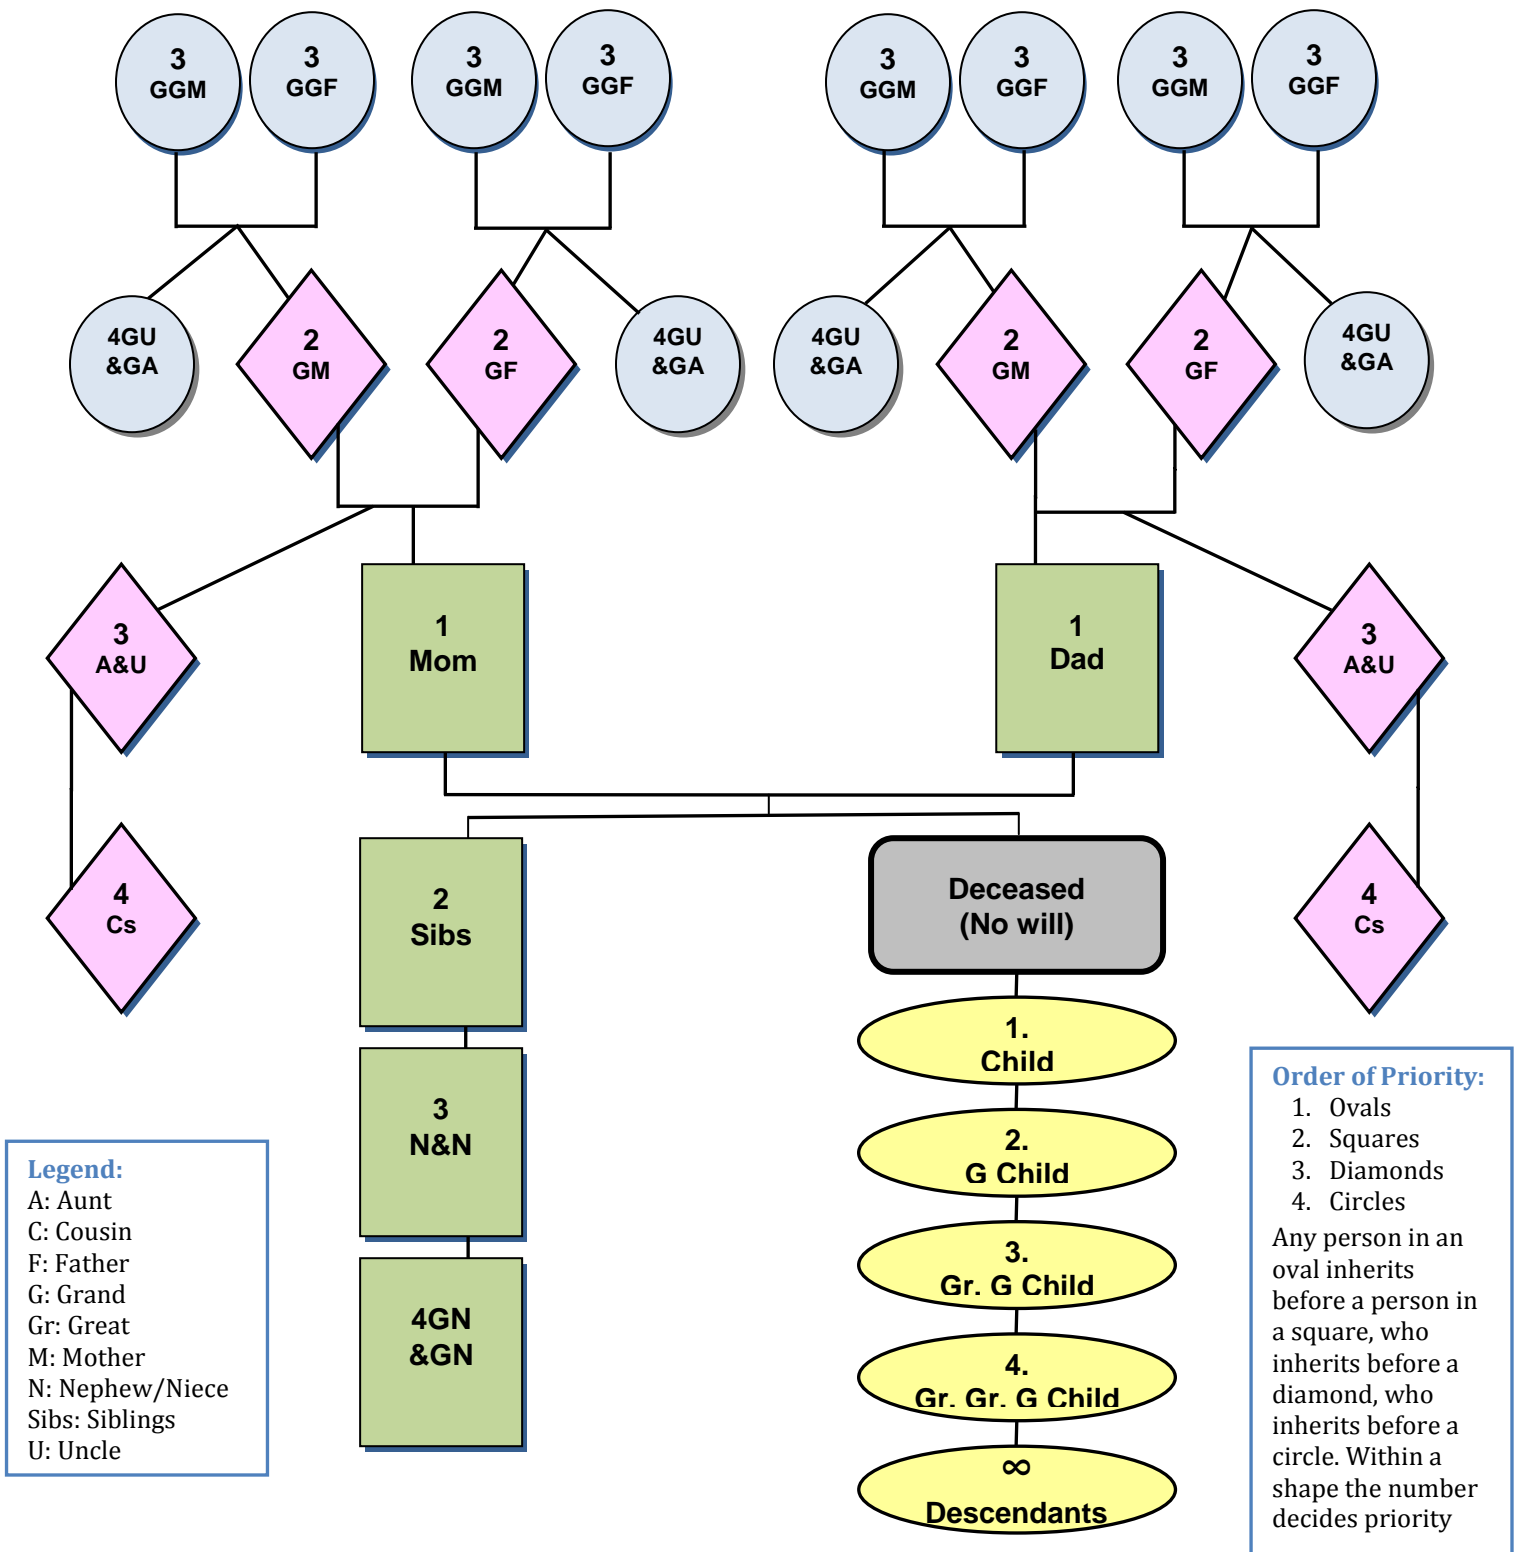 3
GGM
3
GGF
3
GGM
3
GGF
3
GGM
3
GGF
3
GGM
3
GGF
4GU
&GA
2
GM
2
GF
4GU
&GA
4GU
&GA
2
GM
2
GF
4GU
&GA
3
A&U
1
Mom
1
Dad
3
A&U
4
Cs
2
Sibs
Deceased
(No will)
4
Cs
3
N&N
4GN
&GN
1.
Child
2.
G Child
3.
Gr. G Child
4.
Gr. Gr. G Child
∞
Descendants
Legend:
A: Aunt
C: Cousin
F: Father
G: Grand
Gr: Great
M: Mother
N: Nephew/Niece
Sibs: Siblings
U: Uncle
Order of Priority:
1. Ovals
2. Squares
3. Diamonds
4. Circles
Any person in an
oval inherits
before a person in
a square, who
inherits before a
diamond, who
inherits before a
circle. Within a
shape the number
decides priority